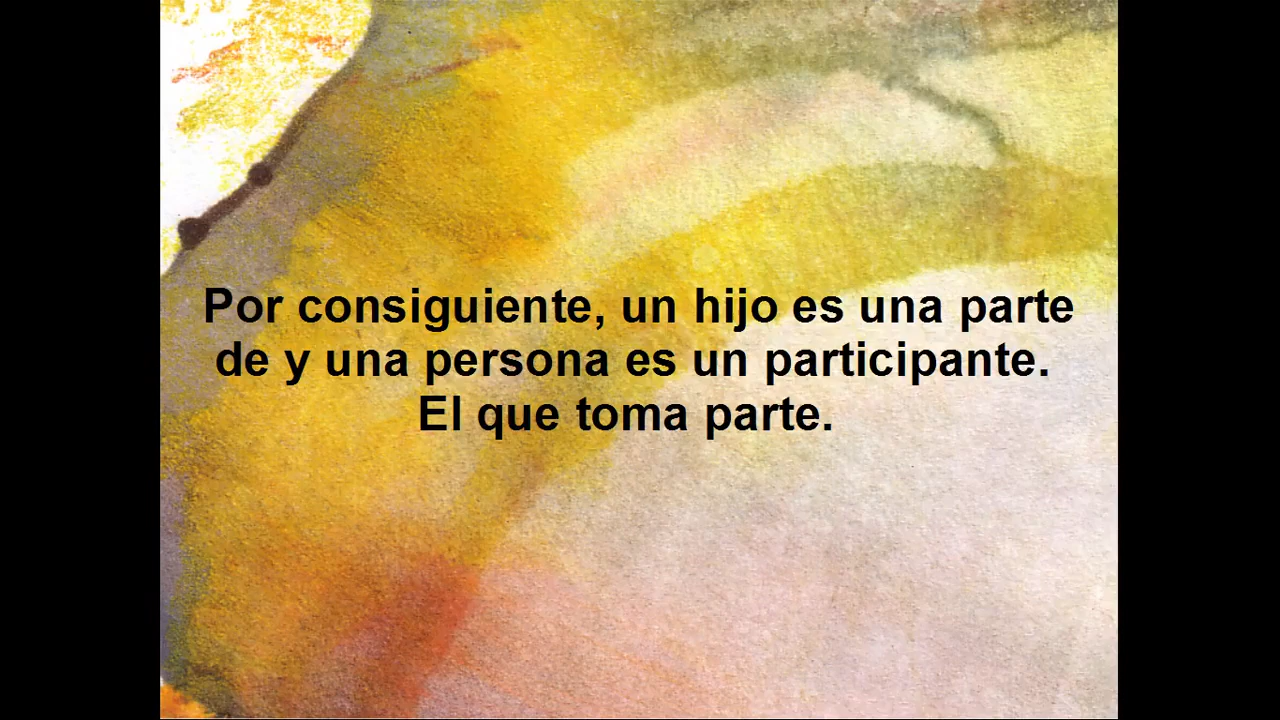 Por consiguiente, un hijo es una parte
de y una persona es un participante.
El que toma parte.